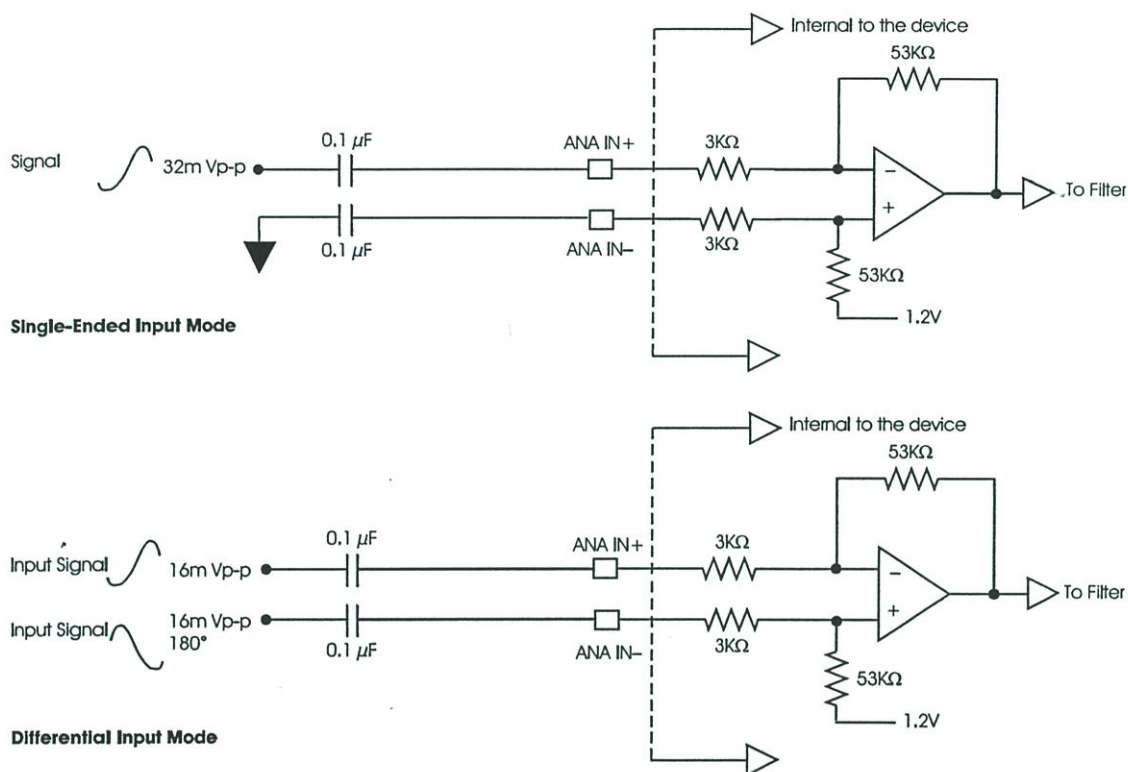 Internal to the device
53KΩ
0.1 µF
ANA IN+
3KΩ
Signal
32m Vp-p
−
To Filter
+
0.1 µF
ANA IN−
3KΩ
53KΩ
1.2V
Single-Ended Input Mode
Internal to the device
53KΩ
0.1 µF
ANA IN+
3KΩ
Input Signal
16m Vp-p
−
To Filter
+
Input Signal
16m Vp-p
180°
0.1 µF
ANA IN−
3KΩ
53KΩ
1.2V
Differential Input Mode